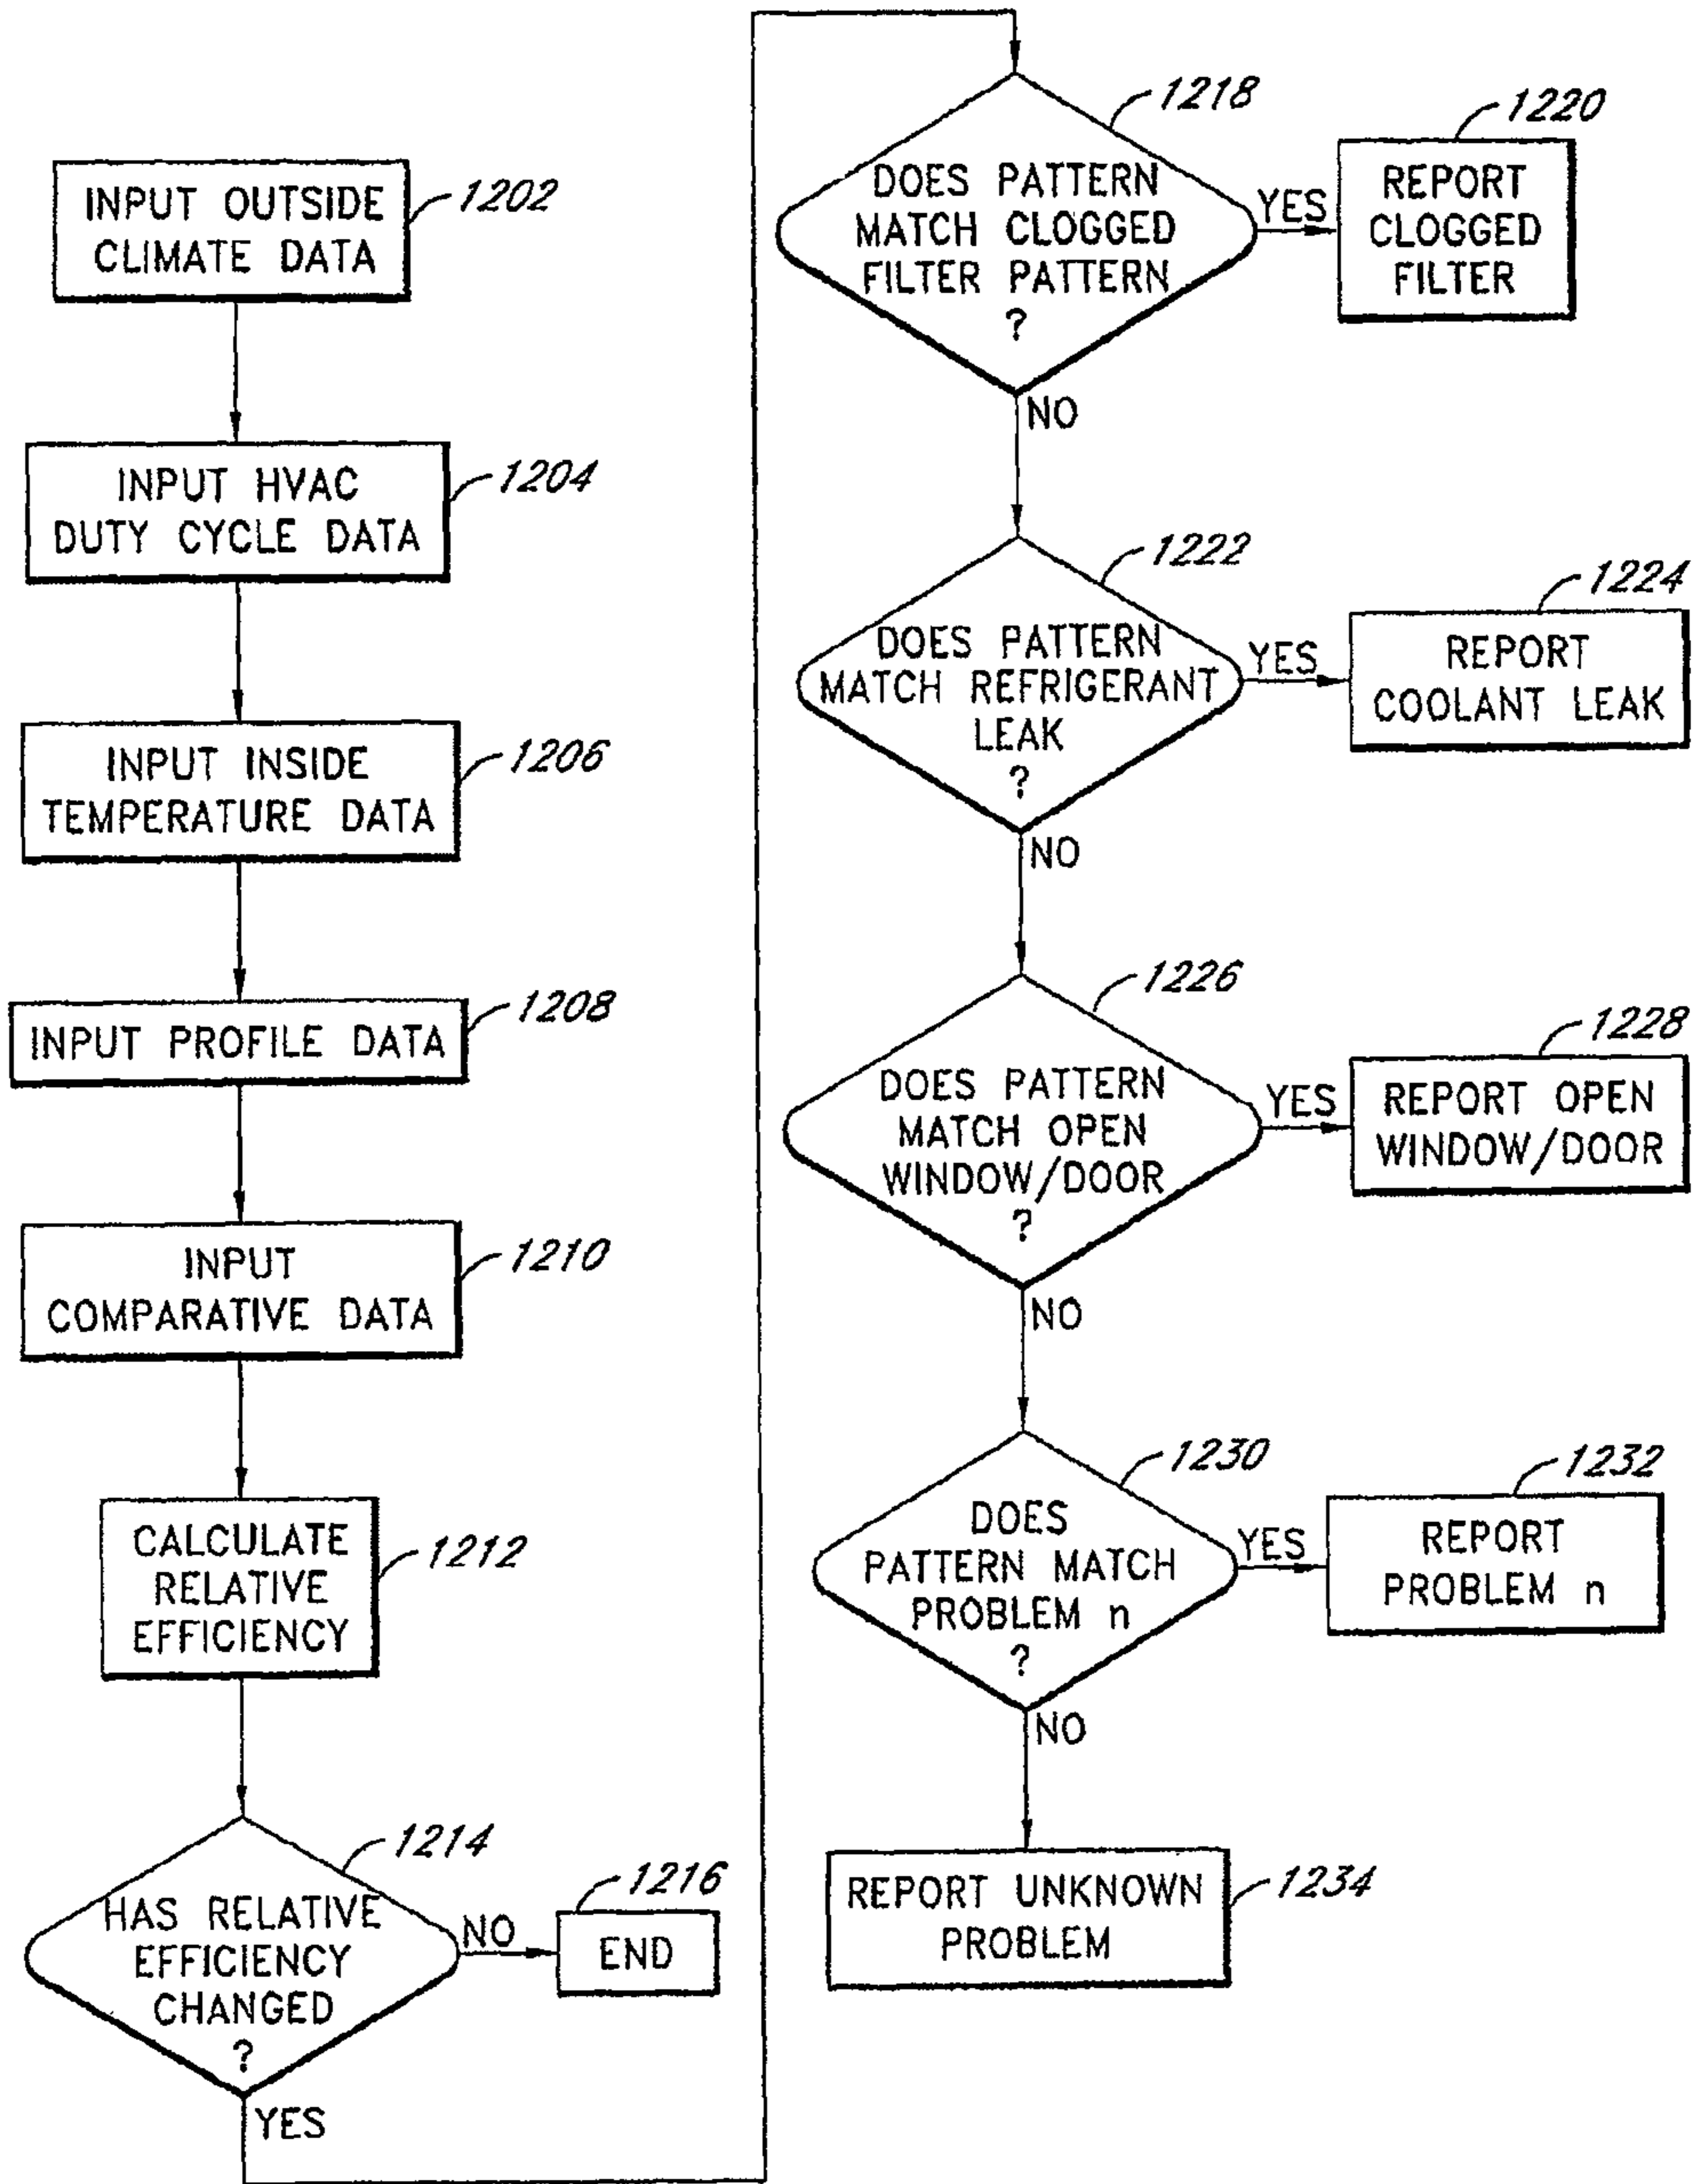 INPUT OUTSIDE
CLIMATE DATA
1202
INPUT HVAC
DUTY CYCLE DATA
1204
INPUT INSIDE
TEMPERATURE DATA
1206
INPUT PROFILE DATA
1208
INPUT
COMPARATIVE DATA
1210
CALCULATE
RELATIVE
EFFICIENCY
1212
HAS RELATIVE
EFFICIENCY
CHANGED
?
1214
NO
END
1216
YES
DOES PATTERN
MATCH CLOGGED
FILTER PATTERN
?
1218
YES
REPORT
CLOGGED
FILTER
1220
NO
DOES PATTERN
MATCH REFRIGERANT
LEAK
?
1222
YES
REPORT
COOLANT LEAK
1224
NO
DOES PATTERN
MATCH OPEN
WINDOW/DOOR
?
1226
YES
REPORT OPEN
WINDOW/DOOR
1228
NO
DOES
PATTERN MATCH
PROBLEM n
?
1230
YES
REPORT
PROBLEM n
1232
NO
REPORT UNKNOWN
PROBLEM
1234